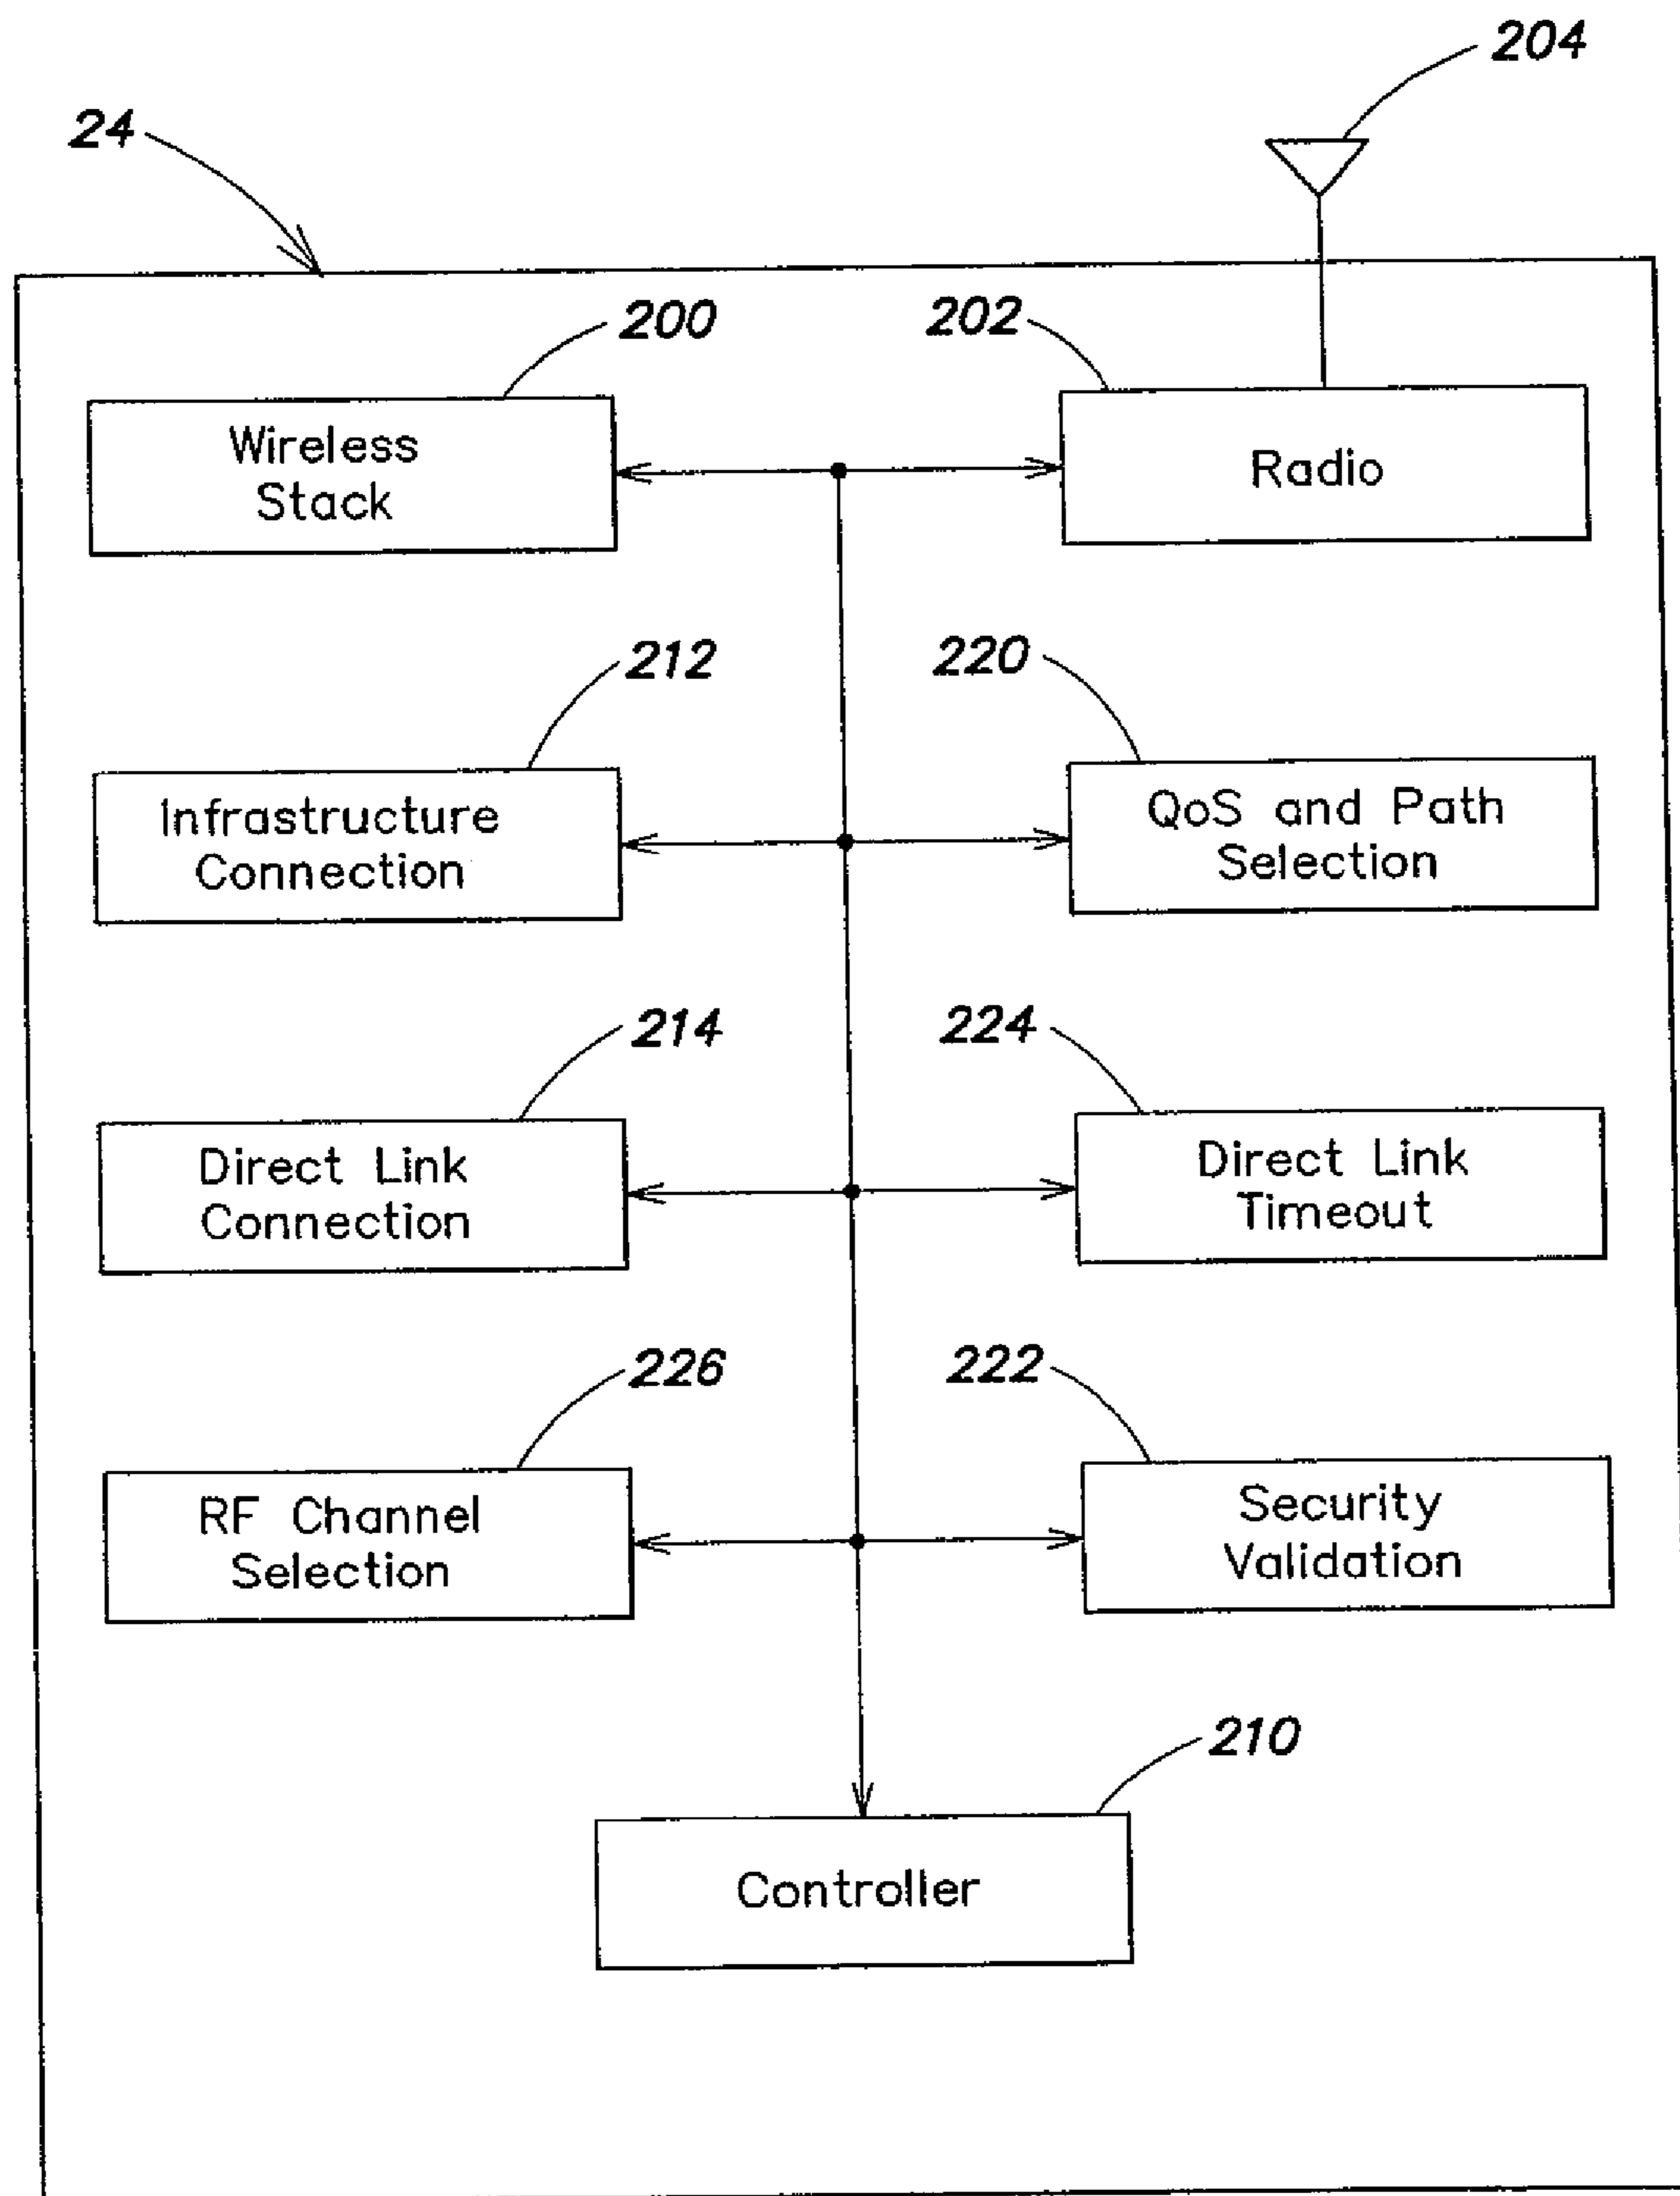 204
24
200
202
Wireless
Stack
Radio
212
220
Infrastructure
Connection
QoS and Path
Selection
214
224
Direct Link
Connection
Direct Link
Timeout
226
222
RF Channel
Selection
Security
Validation
210
Controller